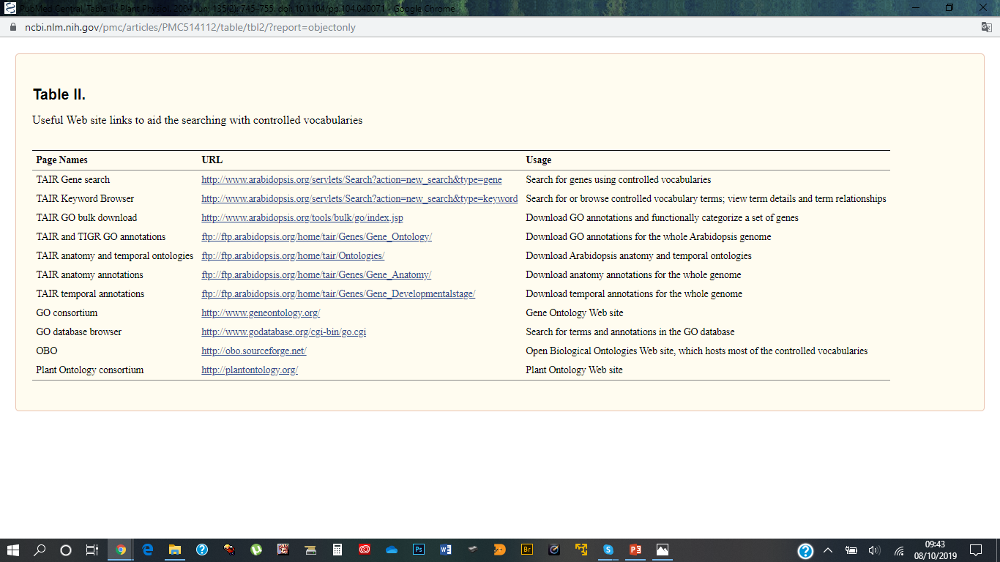 PubMed Central, Table II.: Plant Physiol. 2004 Jun; 135(2): 745–755. doi: 10.1104/pp.104.040071 - Google Chrome
ncbi.nlm.nih.gov/pmc/articles/PMC514112/table/tbl2/?report=objectonly
Table II.
Useful Web site links to aid the searching with controlled vocabularies
Page Names URL Usage
TAIR Gene search http://www.arabidopsis.org/servlets/Search?action=new_search&type=gene Search for genes using controlled vocabularies
TAIR Keyword Browser http://www.arabidopsis.org/servlets/Search?action=new_search&type=keyword Search for or browse controlled vocabulary terms; view term details and term relationships
TAIR GO bulk download http://www.arabidopsis.org/tools/bulk/go/index.jsp Download GO annotations and functionally categorize a set of genes
TAIR and TIGR GO annotations ftp://ftp.arabidopsis.org/home/tair/Genes/Gene_Ontology/ Download GO annotations for the whole Arabidopsis genome
TAIR anatomy and temporal ontologies ftp://ftp.arabidopsis.org/home/tair/Ontologies/ Download Arabidopsis anatomy and temporal ontologies
TAIR anatomy annotations ftp://ftp.arabidopsis.org/home/tair/Genes/Gene_Anatomy/ Download anatomy annotations for the whole genome
TAIR temporal annotations ftp://ftp.arabidopsis.org/home/tair/Genes/Gene_Developmentalstage/ Download temporal annotations for the whole genome
GO consortium http://www.geneontology.org/ Gene Ontology Web site
GO database browser http://www.godatabase.org/cgi-bin/go.cgi Search for terms and annotations in the GO database
OBO http://obo.sourceforge.net/ Open Biological Ontologies Web site, which hosts most of the controlled vocabularies
Plant Ontology consortium http://plantontology.org/ Plant Ontology Web site
Ps
Br
09:43
08/10/2019